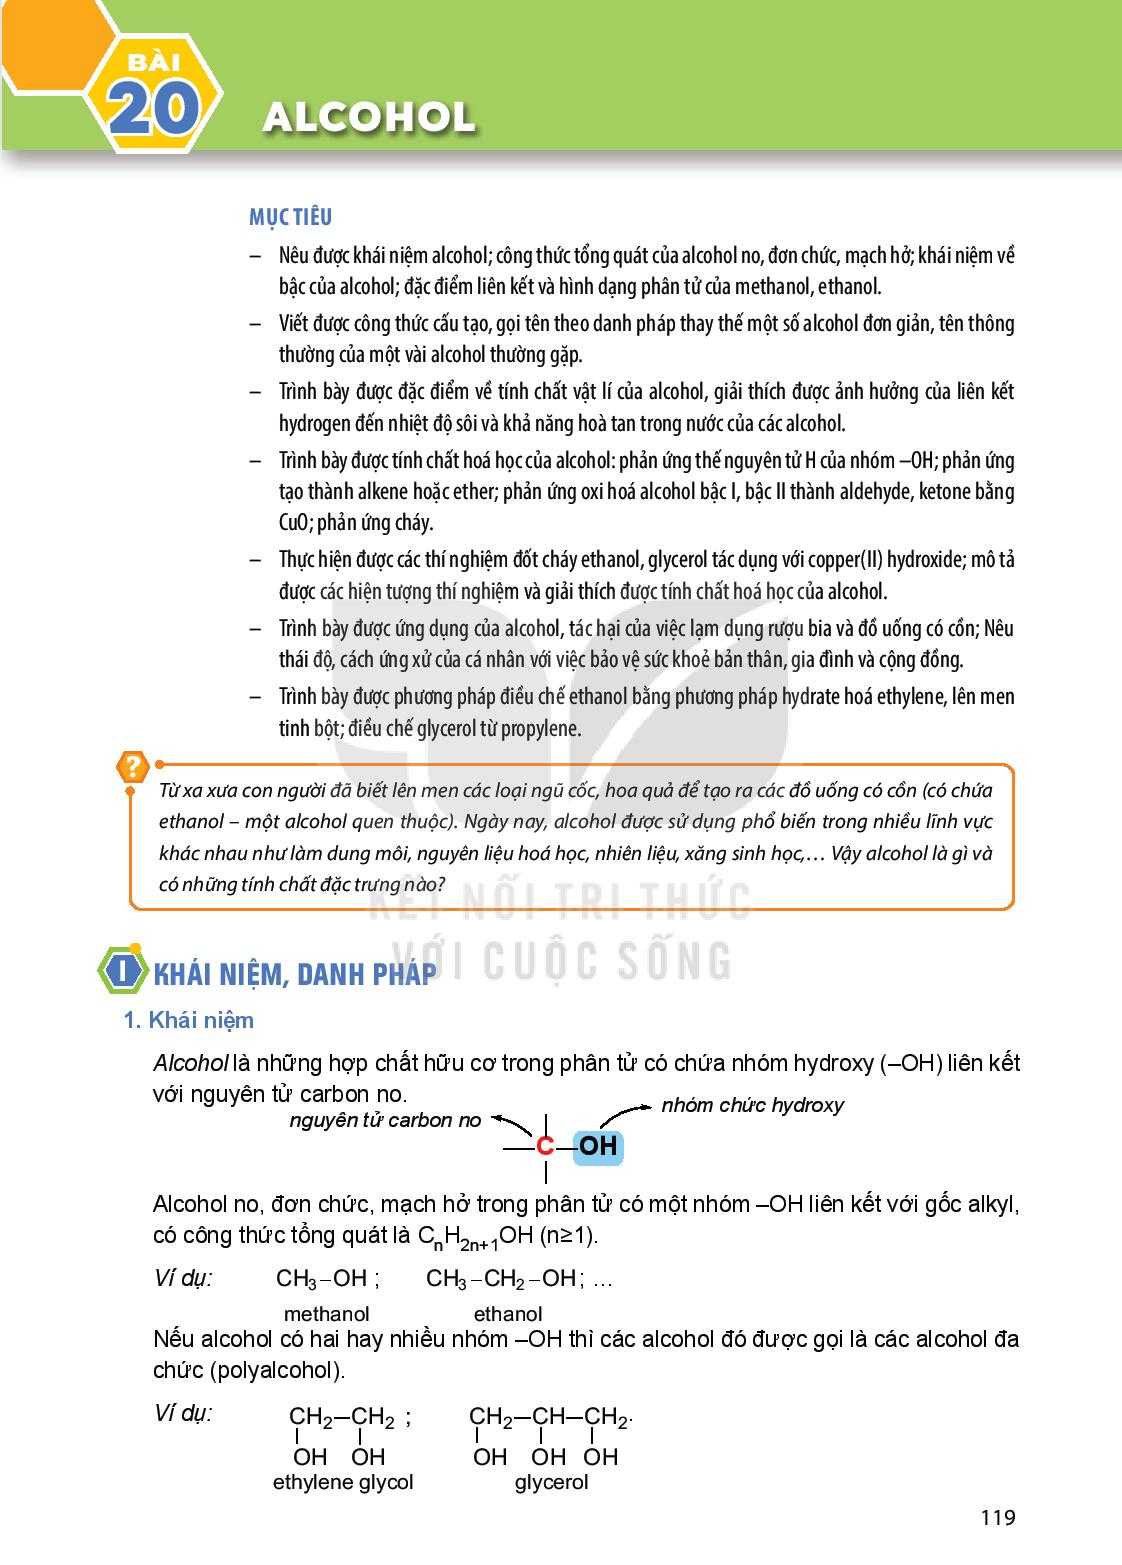 BÀI
20
ALCOHOL
MỤC TIÊU
– Nêu được khái niệm alcohol; công thức tổng quát của alcohol no, đơn chức, mạch hở; khái niệm về
bậc của alcohol; đặc điểm liên kết và hình dạng phân tử của methanol, ethanol.
– Viết được công thức cấu tạo, gọi tên theo danh pháp thay thế một số alcohol đơn giản, tên thông
thường của một vài alcohol thường gặp.
– Trình bày được đặc điểm về tính chất vật lí của alcohol, giải thích được ảnh hưởng của liên kết
hydrogen đến nhiệt độ sôi và khả năng hoà tan trong nước của các alcohol.
– Trình bày được tính chất hoá học của alcohol: phản ứng thế nguyên tử H của nhóm –OH; phản ứng
tạo thành alkene hoặc ether; phản ứng oxi hoá alcohol bậc I, bậc II thành aldehyde, ketone bằng
CuO; phản ứng cháy.
– Thực hiện được các thí nghiệm đốt cháy ethanol, glycerol tác dụng với copper(II) hydroxide; mô tả
được các hiện tượng thí nghiệm và giải thích được tính chất hoá học của alcohol.
– Trình bày được ứng dụng của alcohol, tác hại của việc lạm dụng rượu bia và đồ uống có cồn; Nêu
thái độ, cách ứng xử của cá nhân với việc bảo vệ sức khoẻ bản thân, gia đình và cộng đồng.
– Trình bày được phương pháp điều chế ethanol bằng phương pháp hydrate hoá ethylene, lên men
tinh bột; điều chế glycerol từ propylene.
?
Từ xa xưa con người đã biết lên men các loại ngũ cốc, hoa quả để tạo ra các đồ uống có cồn (có chứa
ethanol – một alcohol quen thuộc). Ngày nay, alcohol được sử dụng phổ biến trong nhiều lĩnh vực
khác nhau như làm dung môi, nguyên liệu hoá học, nhiên liệu, xăng sinh học,… Vậy alcohol là gì và
có những tính chất đặc trưng nào?
KẾT NỐI TRI THỨC
VỚI CUỘC SỐNG
I KHÁI NIỆM, DANH PHÁP
1. Khái niệm
Alcohol là những hợp chất hữu cơ trong phân tử có chứa nhóm hydroxy (–OH) liên kết
với nguyên tử carbon no.
nguyên tử carbon no nhóm chức hydroxy
C–OH
Alcohol no, đơn chức, mạch hở trong phân tử có một nhóm –OH liên kết với gốc alkyl,
có công thức tổng quát là CₙH₂ₙ₊₁OH (n≥1).
Ví dụ: CH₃–OH ; CH₃–CH₂–OH ; …
methanol ethanol
Nếu alcohol có hai hay nhiều nhóm –OH thì các alcohol đó được gọi là các alcohol đa
chức (polyalcohol).
Ví dụ: CH₂—CH₂ ; CH₂—CH—CH₂.
OH OH OH OH OH
ethylene glycol glycerol
119